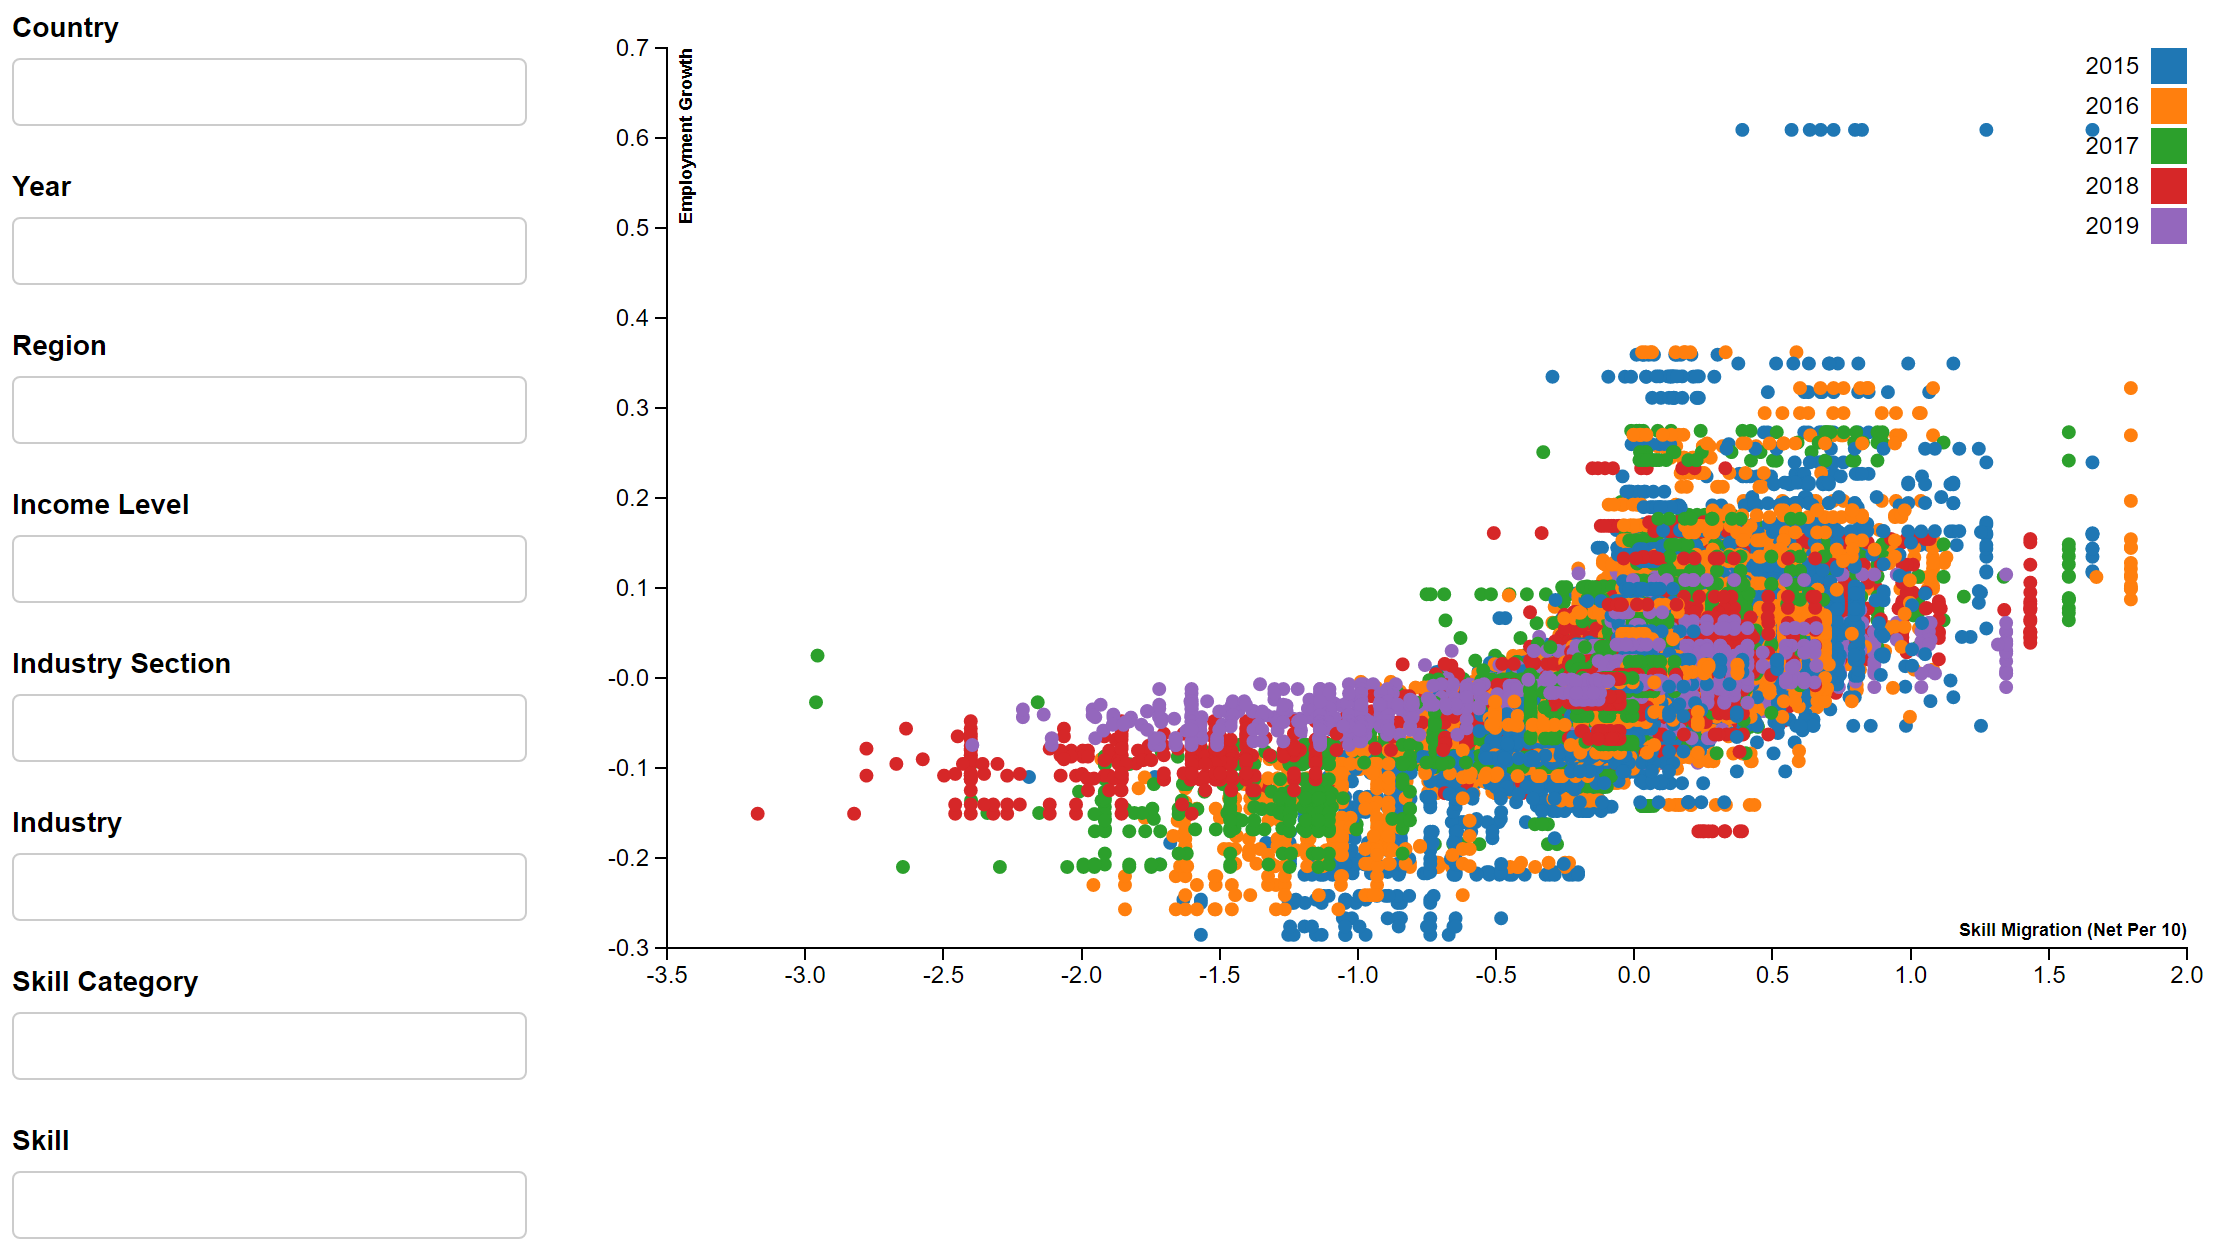 Country
Year
Region
Income Level
Industry Section
Industry
Skill Category
Skill
Employment Growth
0.7
0.6
0.5
0.4
0.3
0.2
0.1
-0.0
-0.1
-0.2
-0.3
2015
2016
2017
2018
2019
Skill Migration (Net Per 10)
-3.5 -3.0 -2.5 -2.0 -1.5 -1.0 -0.5 0.0 0.5 1.0 1.5 2.0